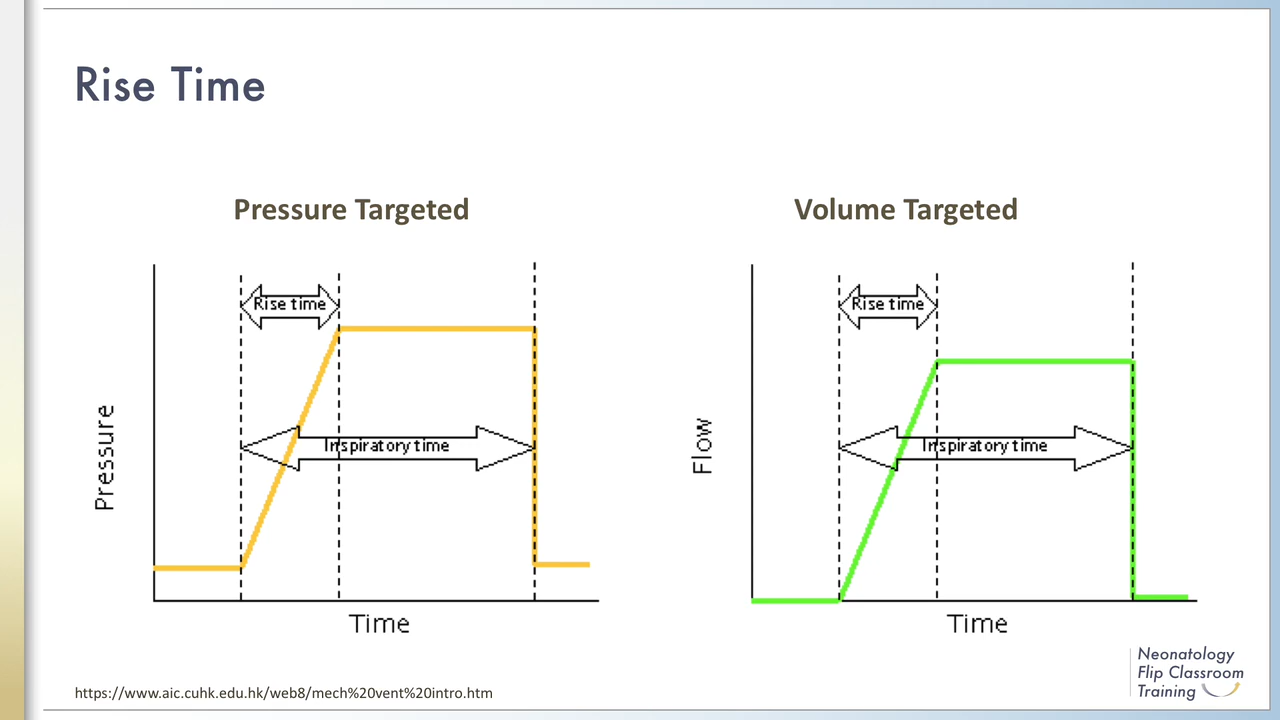 Rise Time
Pressure Targeted
Rise time
Inspiratory time
Pressure
Time
Volume Targeted
Rise time
Inspiratory time
Flow
Time
https://www.aic.cuhk.edu.hk/web8/mech%20vent%20intro.htm
Neonatology
Flip Classroom
Training